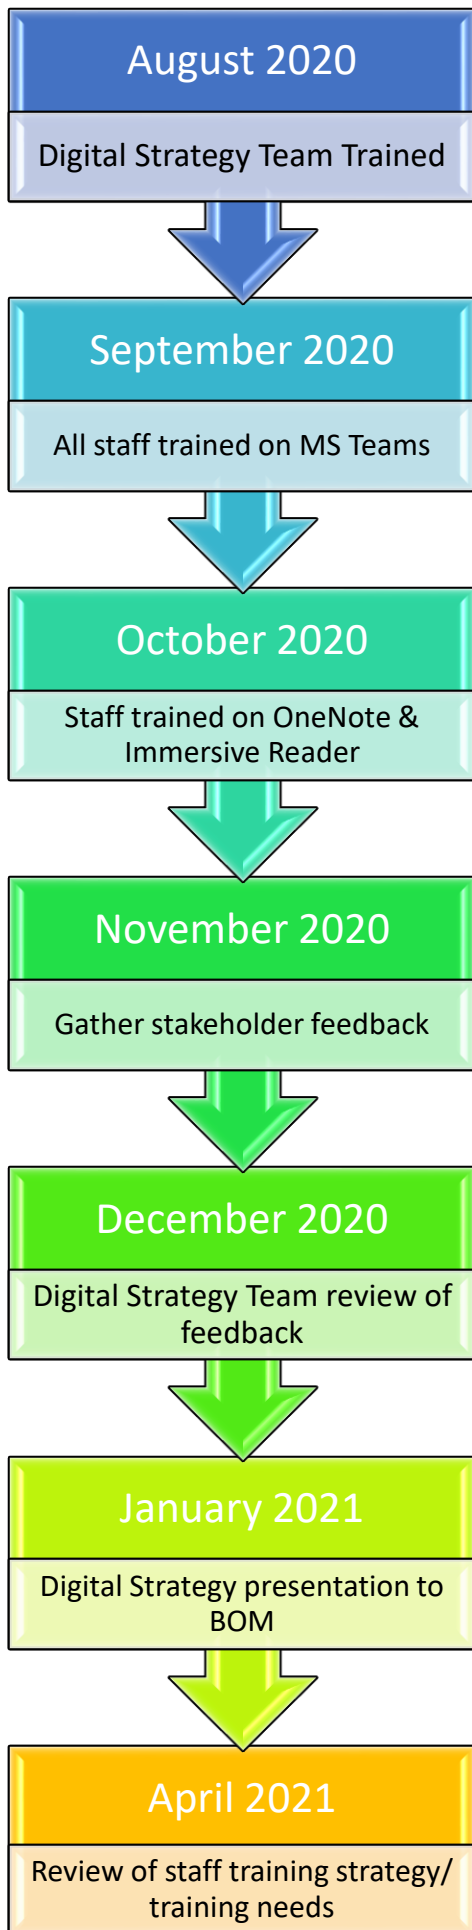 August 2020
Digital Strategy Team Trained
September 2020
All staff trained on MS Teams
October 2020
Staff trained on OneNote &
Immersive Reader
November 2020
Gather stakeholder feedback
December 2020
Digital Strategy Team review of
feedback
January 2021
Digital Strategy presentation to
BOM
April 2021
Review of staff training strategy/
training needs